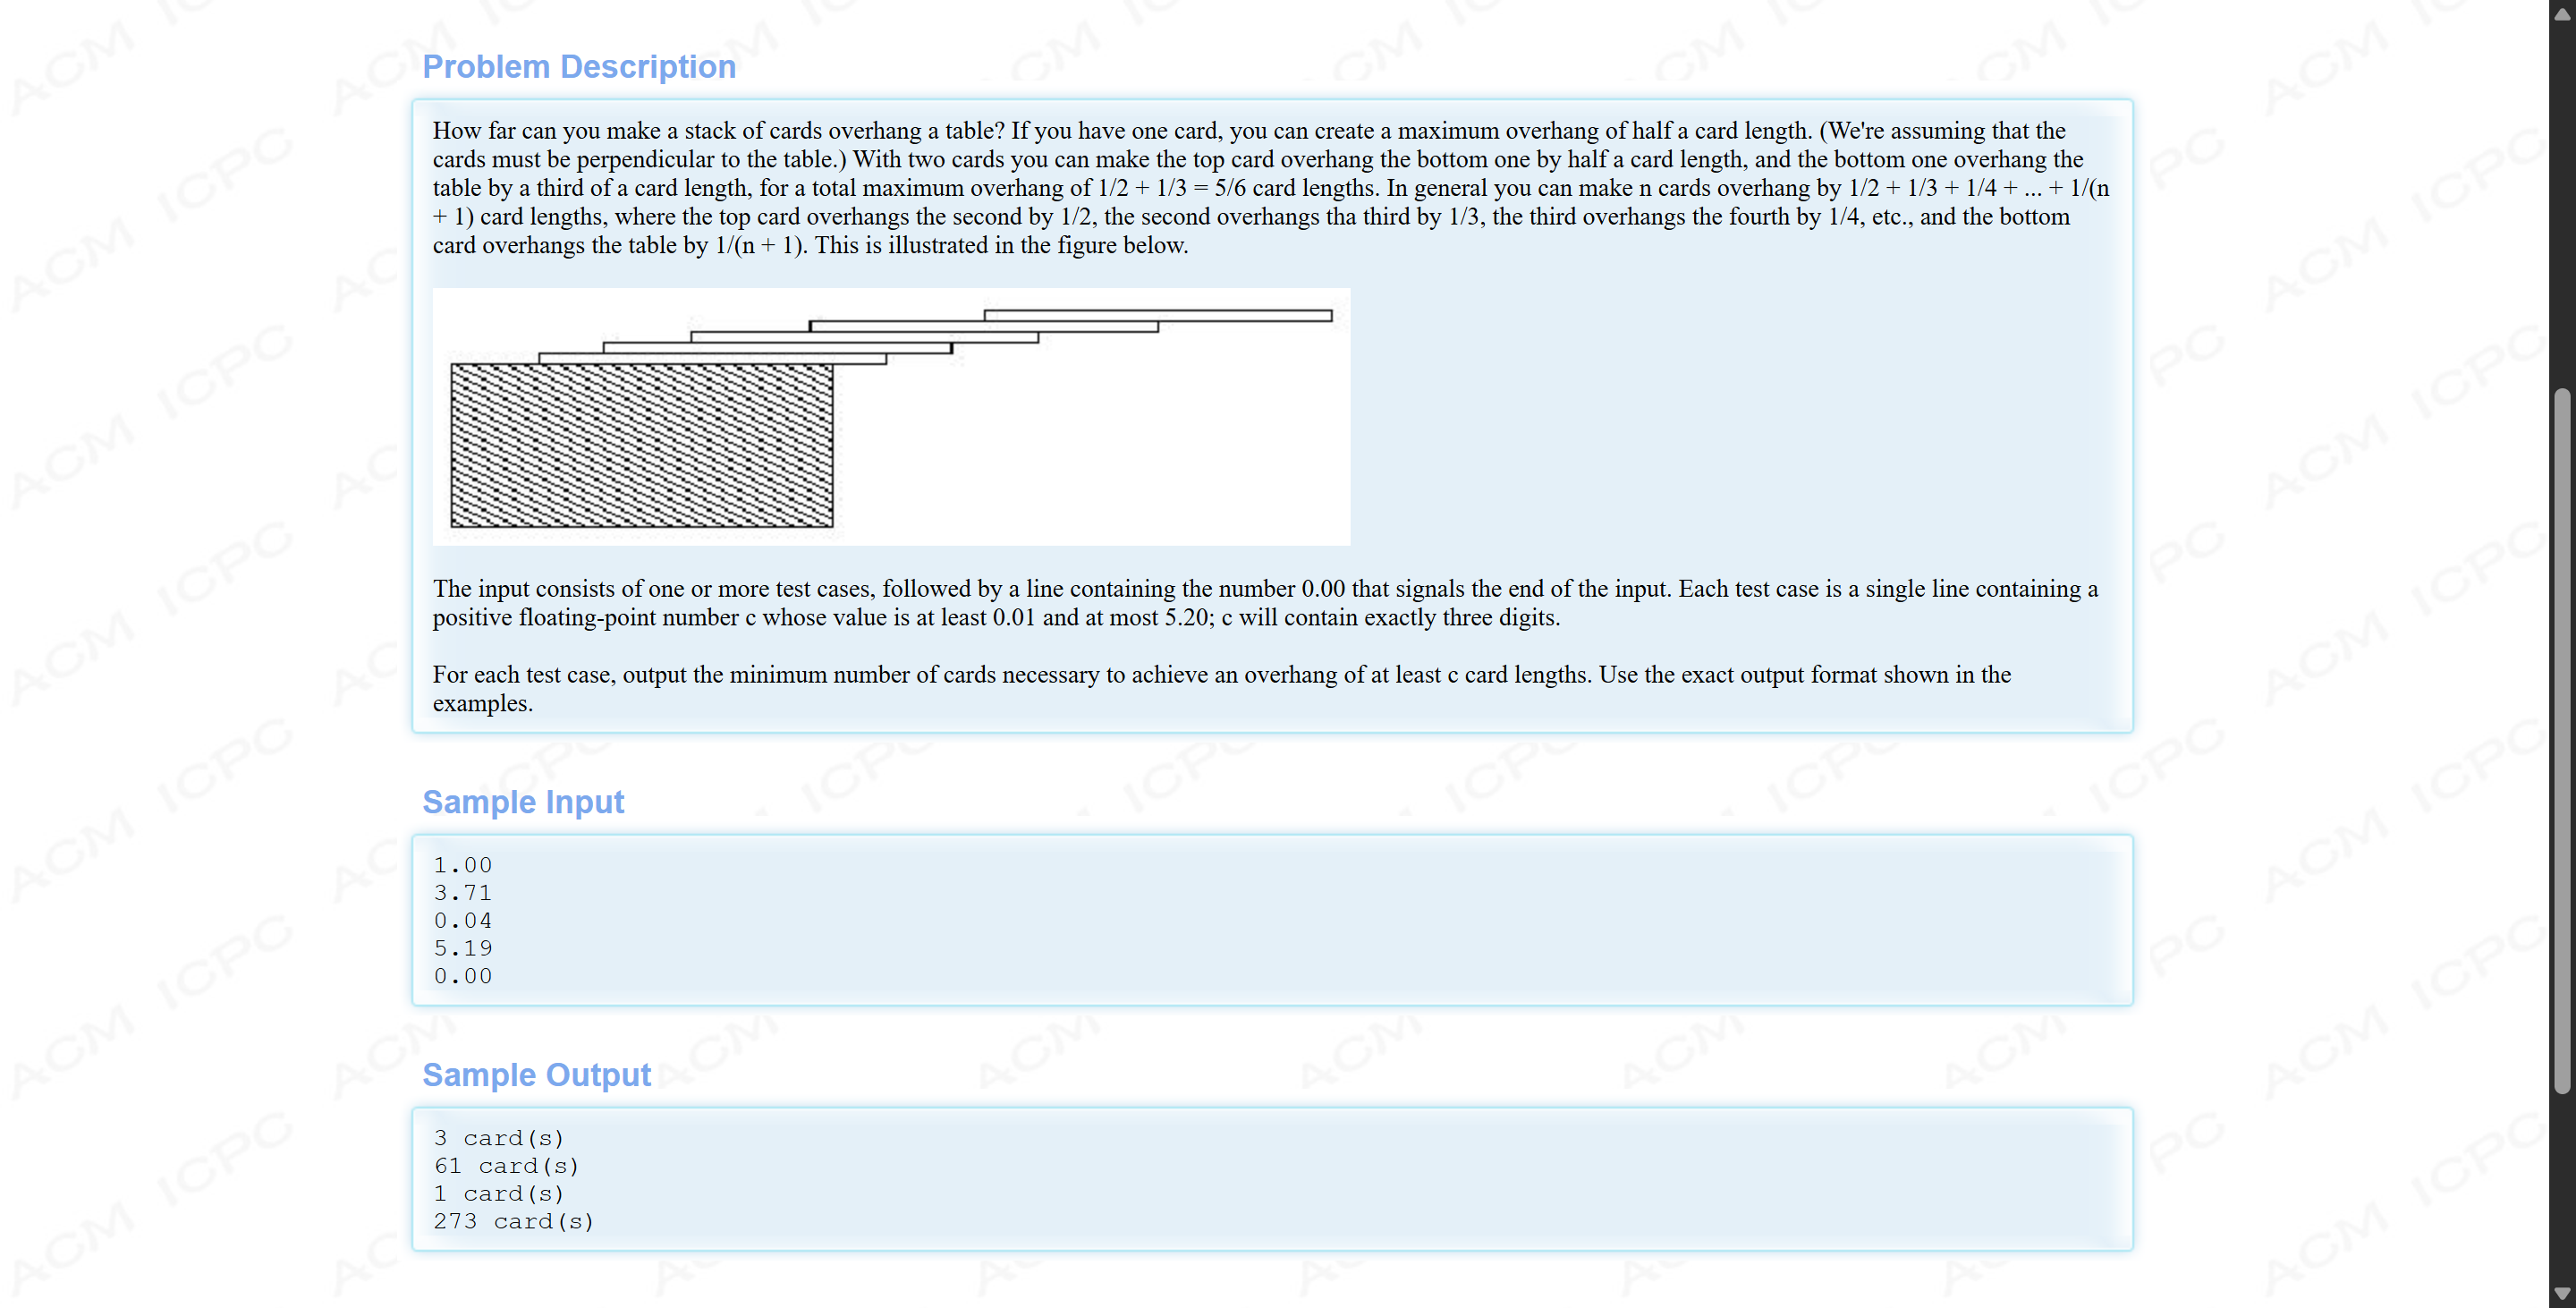 Problem Description
How far can you make a stack of cards overhang a table? If you have one card, you can create a maximum overhang of half a card length. (We're assuming that the
cards must be perpendicular to the table.) With two cards you can make the top card overhang the bottom one by half a card length, and the bottom one overhang the
table by a third of a card length, for a total maximum overhang of 1/2 + 1/3 = 5/6 card lengths. In general you can make n cards overhang by 1/2 + 1/3 + 1/4 + ... + 1/(n
+ 1) card lengths, where the top card overhangs the second by 1/2, the second overhangs tha third by 1/3, the third overhangs the fourth by 1/4, etc., and the bottom
card overhangs the table by 1/(n + 1). This is illustrated in the figure below.
The input consists of one or more test cases, followed by a line containing the number 0.00 that signals the end of the input. Each test case is a single line containing a
positive floating-point number c whose value is at least 0.01 and at most 5.20; c will contain exactly three digits.
For each test case, output the minimum number of cards necessary to achieve an overhang of at least c card lengths. Use the exact output format shown in the
examples.
Sample Input
1.00
3.71
0.04
5.19
0.00
Sample Output
3 card(s)
61 card(s)
1 card(s)
273 card(s)